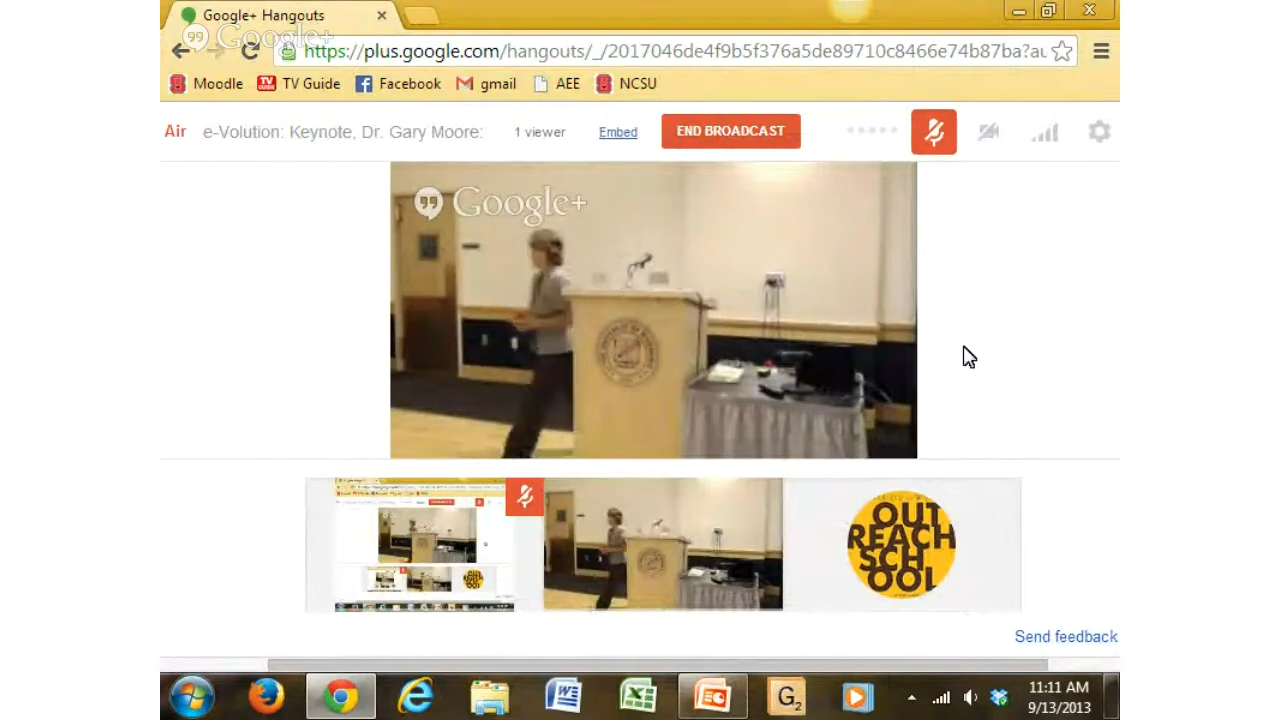 Google+ Hangouts
Google+
https://plus.google.com/hangouts/_/2017046de4f9b5f376a5de89710c8466e74b87ba?au
Moodle TV Guide Facebook gmail AEE NCSU
Air e-Volution: Keynote, Dr. Gary Moore: 1 viewer Embed END BROADCAST
Google+
OUT
REACH
SCH
OOL
Send feedback
11:11 AM
9/13/2013